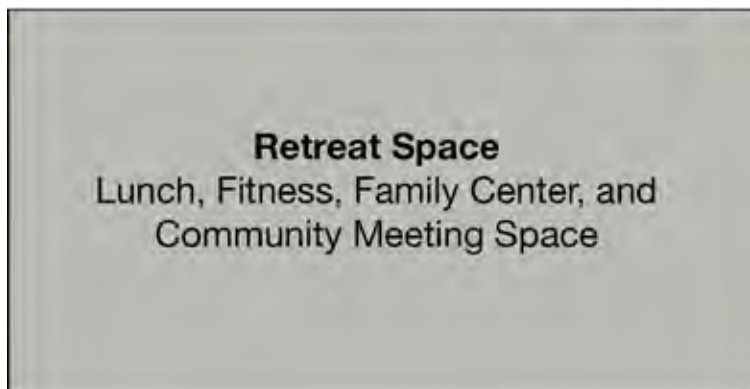 Retreat Space
Lunch, Fitness, Family Center, and
Community Meeting Space